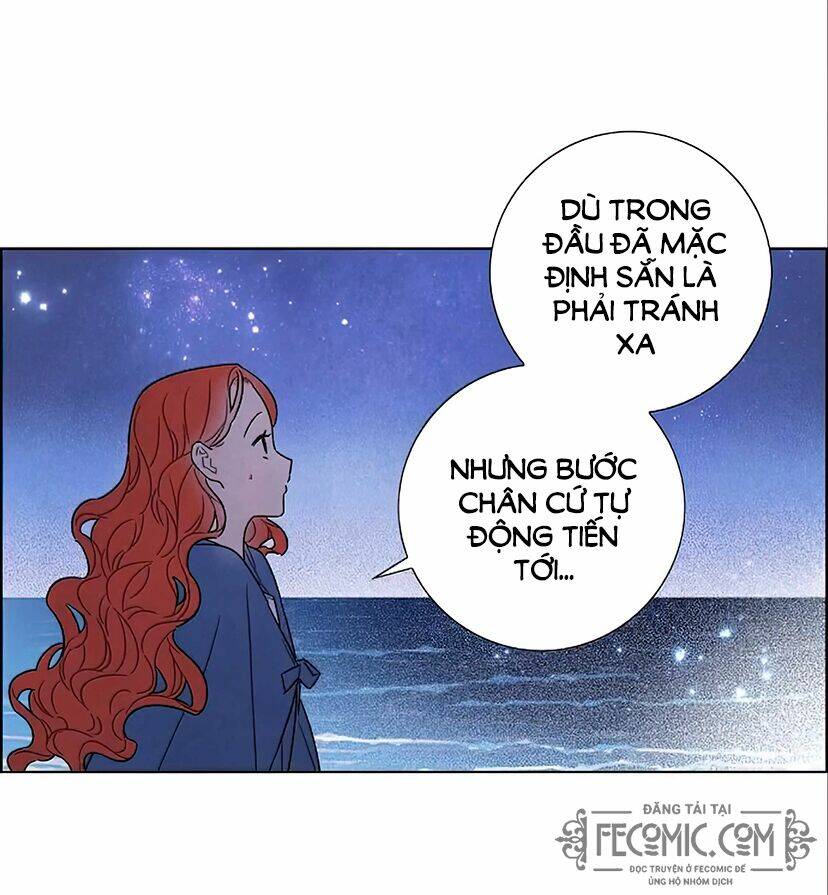 DÙ TRONG
ĐẦU ĐÃ MẶC
ĐỊNH SẴN LÀ
PHẢI TRÁNH
XA
NHƯNG BƯỚC
CHÂN CỨ TỰ
ĐỘNG TIẾN
TỚI...
ĐĂNG TẢI TẠI
FECOMIC.COM
ĐỌC TRUYỆN Ở FECOMIC ĐỂ
ỦNG HỘ NHÓM DỊCH